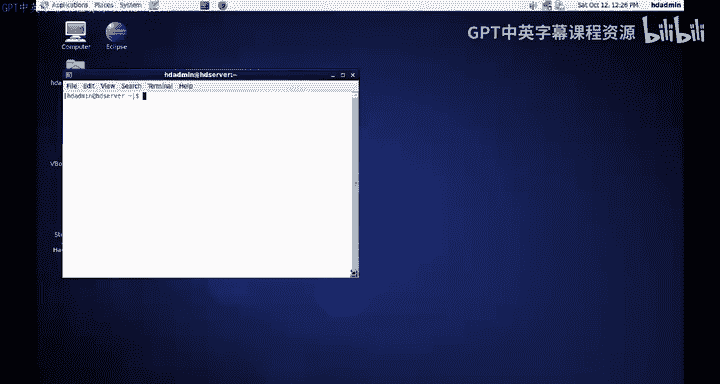 Applications Places System
Sat Oct 12, 12:26 PM hdadmin
GPT中英字幕课程资源 bilibili
Computer
Eclipse
hdadmin@hdserver:~
File Edit View Search Terminal Help
[hdadmin@hdserver ~]$